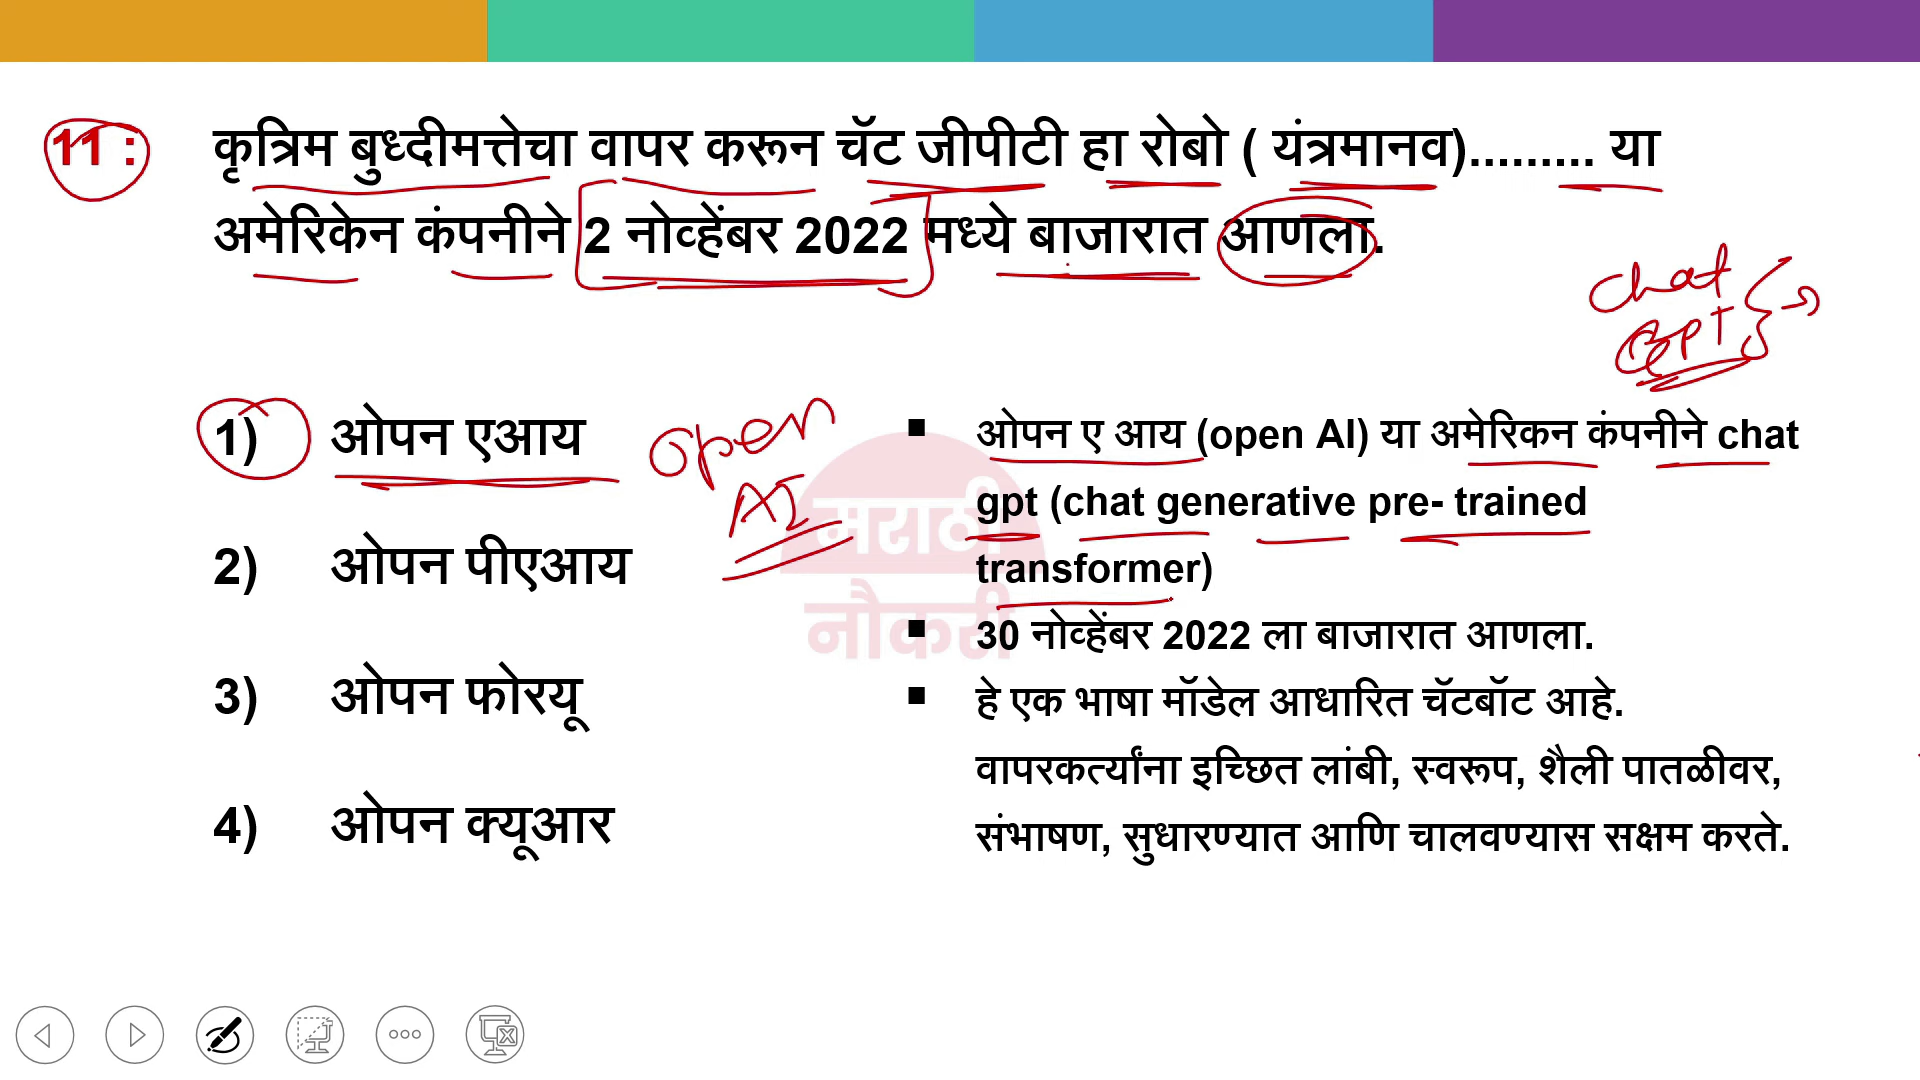 11 : कृत्रिम बुध्दीमत्तेचा वापर करून चॅट जीपीटी हा रोबो ( यंत्रमानव)......... या
अमेरिकेन कंपनीने 2 नोव्हेंबर 2022 मध्ये बाजारात आणला.
chat
GPT
1) ओपन एआय
open
AI
2) ओपन पीएआय
3) ओपन फोरयू
4) ओपन क्यूआर
▪ ओपन ए आय (open AI) या अमेरिकन कंपनीने chat
gpt (chat generative pre- trained
transformer)
▪ 30 नोव्हेंबर 2022 ला बाजारात आणला.
▪ हे एक भाषा मॉडेल आधारित चॅटबॉट आहे.
वापरकर्त्यांना इच्छित लांबी, स्वरूप, शैली पातळीवर,
संभाषण, सुधारण्यात आणि चालवण्यास सक्षम करते.
मराठी
नौकरी